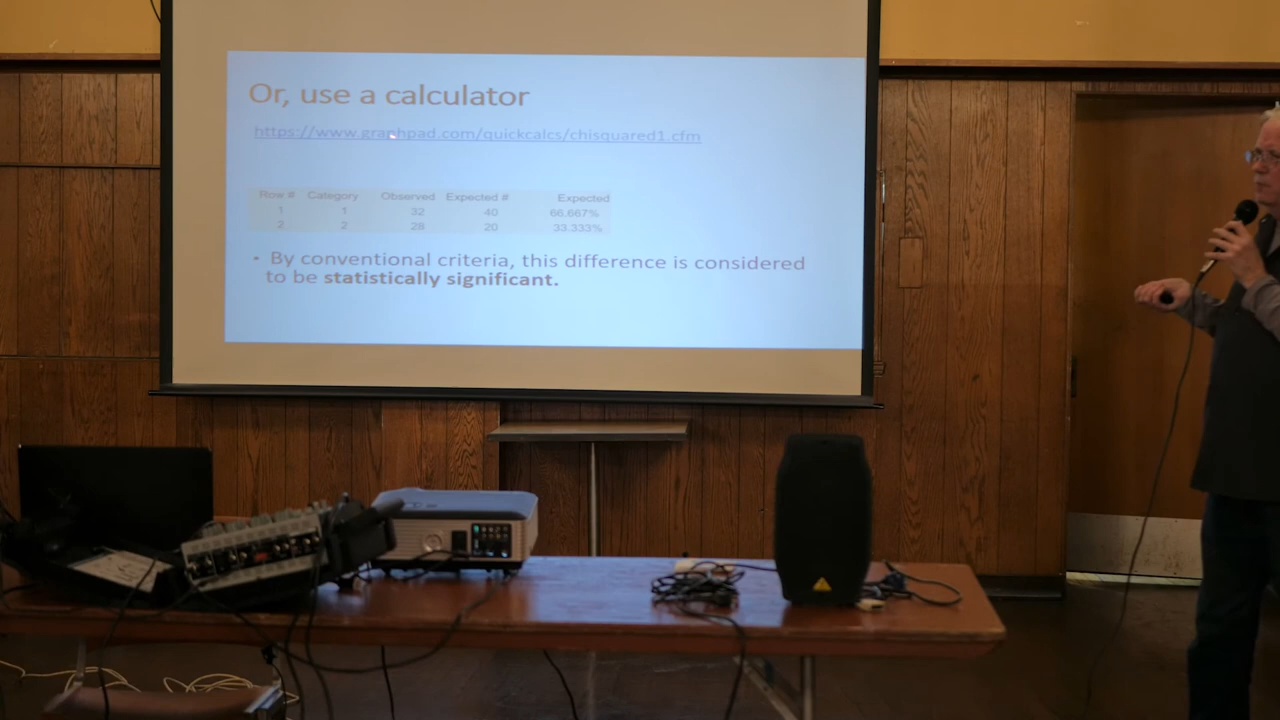 Or, use a calculator
https://www.graphpad.com/quickcalcs/chisquared1.cfm
Row # Category Observed Expected # Expected
1 1 32 40 66.667%
2 2 28 20 33.333%
• By conventional criteria, this difference is considered
to be statistically significant.